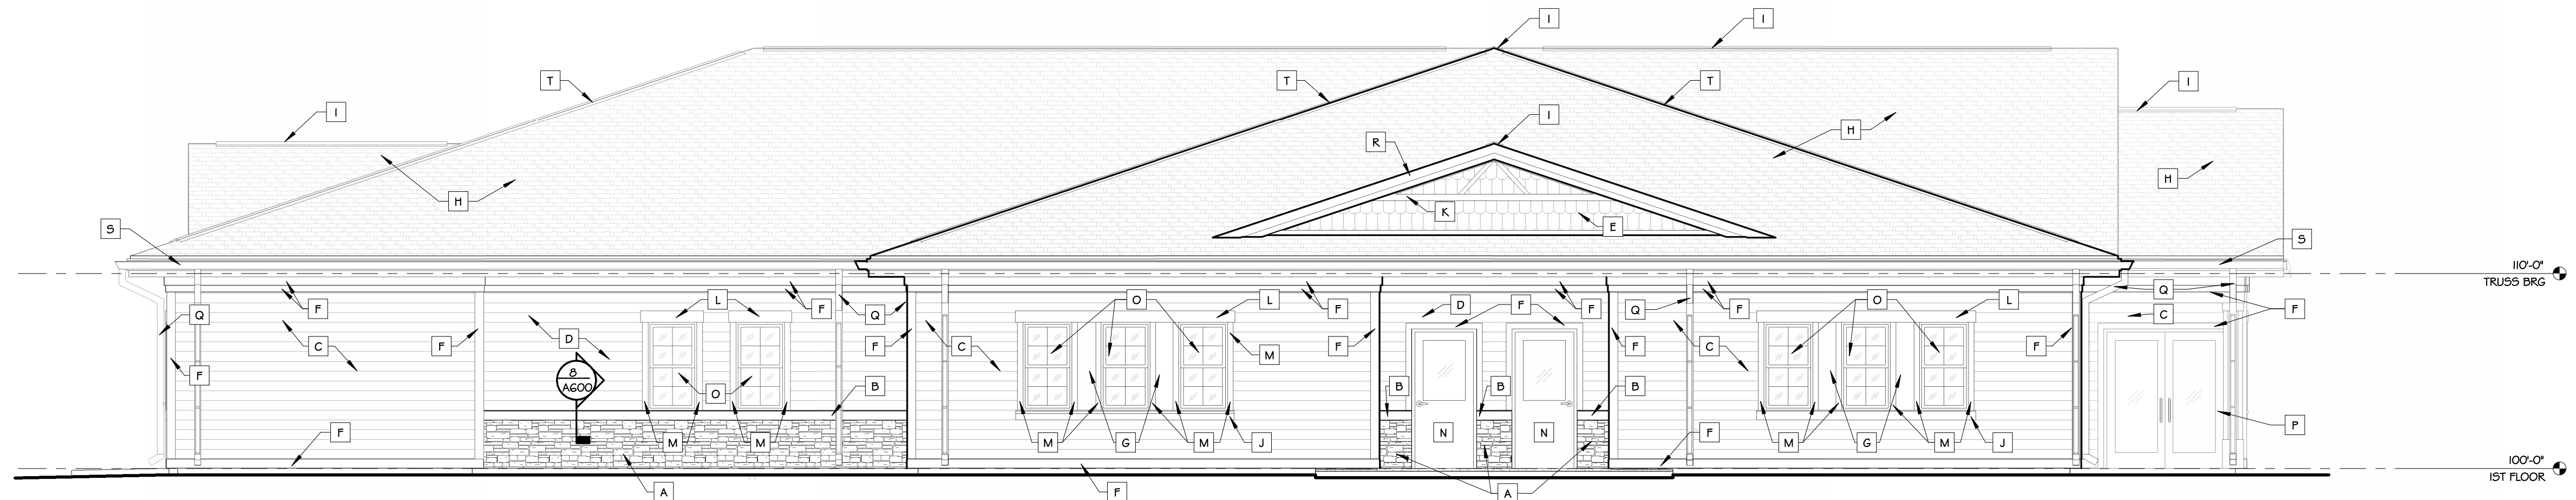 I I
T T T I
I
I
H
R
K E
H H
S S
110'-0"
TRUSS BRG
Q F F Q F F F Q F Q
L O L D F O L
Q C F D F C M F F C F C F
F
8
A600
O B B B B
M M M G M J N N M G M J P
F F
A F A
100'-0"
1ST FLOOR